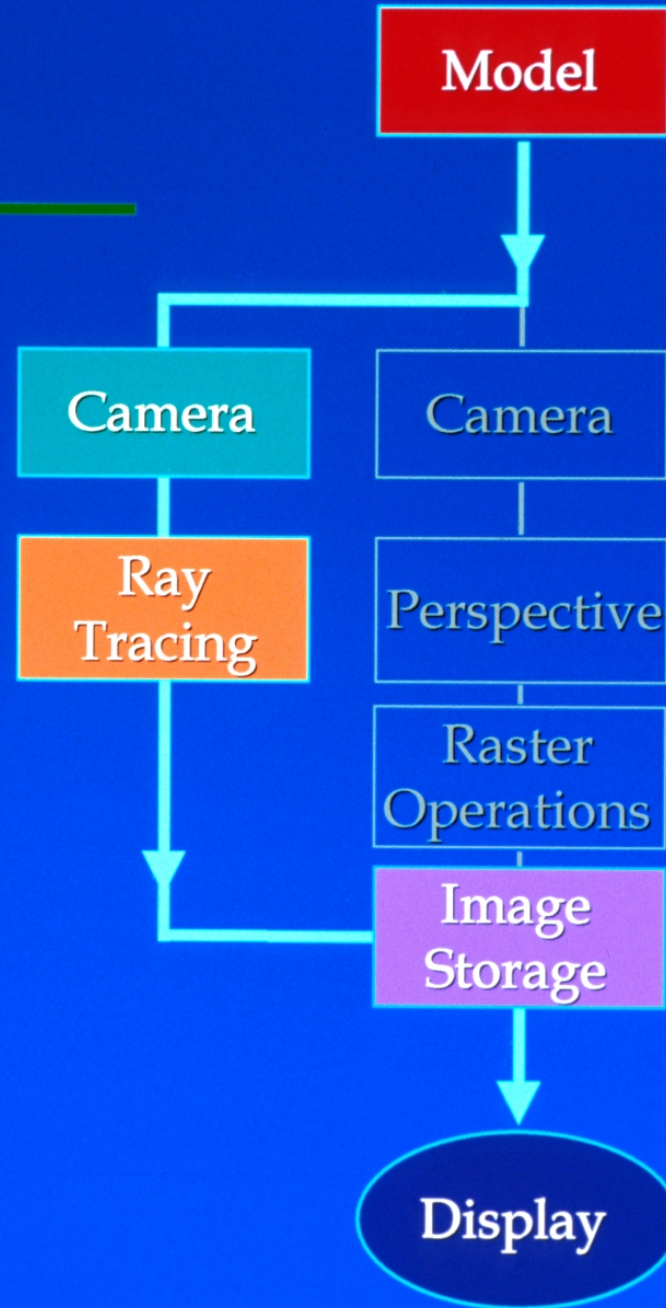 Model
Camera
Camera
Ray
Tracing
Perspective
Raster
Operations
Image
Storage
Display